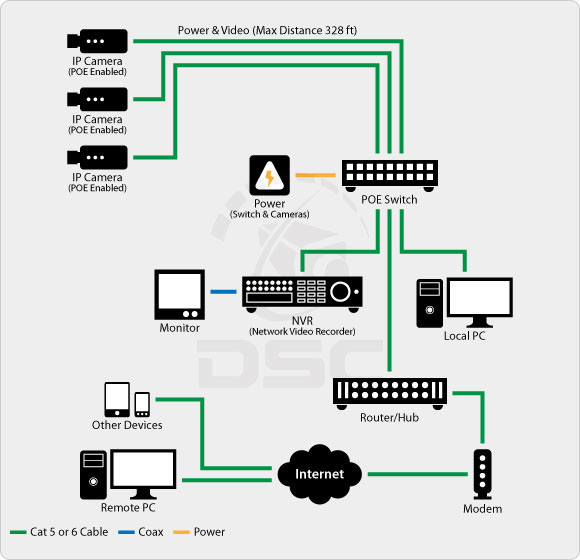 Power & Video (Max Distance 328 ft)
IP Camera
(POE Enabled)
IP Camera
(POE Enabled)
IP Camera
(POE Enabled)
Power
(Switch & Cameras)
POE Switch
Monitor
NVR
(Network Video Recorder)
Local PC
DSC
Other Devices
Router/Hub
Internet
Remote PC
Modem
Cat 5 or 6 Cable Coax Power